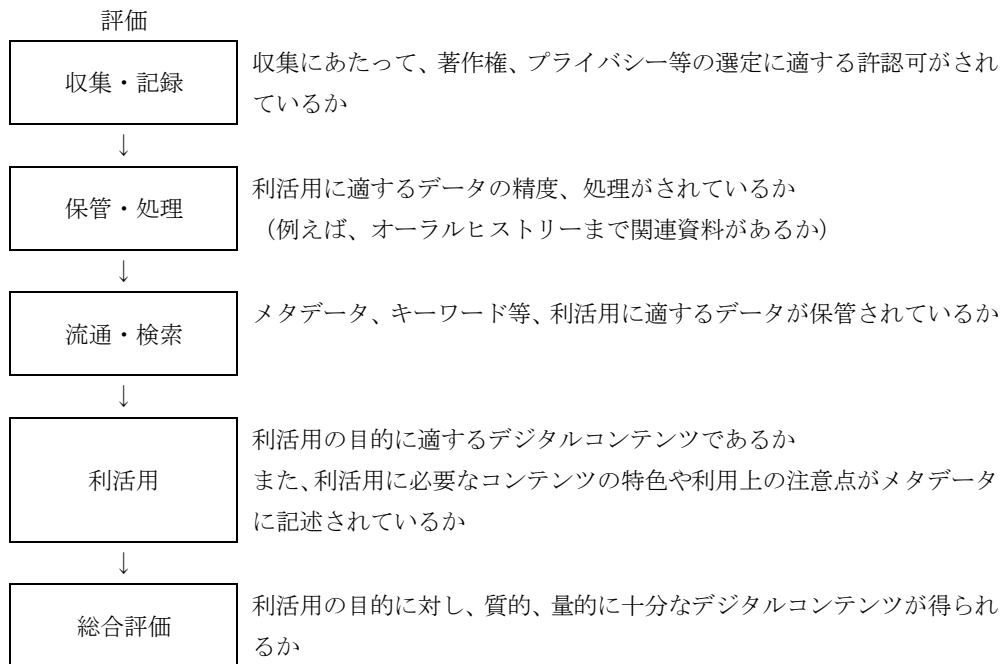 評価
収集・記録
収集にあたって、著作権、プライバシー等の選定に適する許認可がされ
ているか
↓
保管・処理
利活用に適するデータの精度、処理がされているか
（例えば、オーラルヒストリーまで関連資料があるか）
↓
流通・検索
メタデータ、キーワード等、利活用に適するデータが保管されているか
↓
利活用
利活用の目的に適するデジタルコンテンツであるか
また、利活用に必要なコンテンツの特色や利用上の注意点がメタデータ
に記述されているか
↓
総合評価
利活用の目的に対し、質的、量的に十分なデジタルコンテンツが得られ
るか